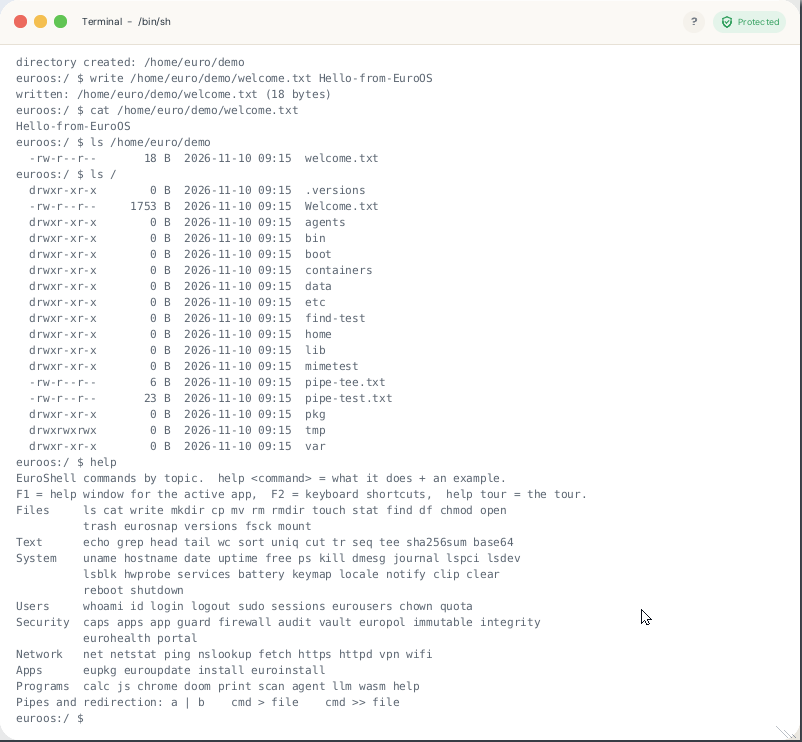 Terminal - /bin/sh
?
Protected
directory created: /home/euro/demo
euroos:/ $ write /home/euro/demo/welcome.txt Hello-from-EuroOS
written: /home/euro/demo/welcome.txt (18 bytes)
euroos:/ $ cat /home/euro/demo/welcome.txt
Hello-from-EuroOS
euroos:/ $ ls /home/euro/demo
  -rw-r--r--       18 B  2026-11-10 09:15  welcome.txt
euroos:/ $ ls /
  drwxr-xr-x        0 B  2026-11-10 09:15  .versions
  -rw-r--r--     1753 B  2026-11-10 09:15  Welcome.txt
  drwxr-xr-x        0 B  2026-11-10 09:15  agents
  drwxr-xr-x        0 B  2026-11-10 09:15  bin
  drwxr-xr-x        0 B  2026-11-10 09:15  boot
  drwxr-xr-x        0 B  2026-11-10 09:15  containers
  drwxr-xr-x        0 B  2026-11-10 09:15  data
  drwxr-xr-x        0 B  2026-11-10 09:15  etc
  drwxr-xr-x        0 B  2026-11-10 09:15  find-test
  drwxr-xr-x        0 B  2026-11-10 09:15  home
  drwxr-xr-x        0 B  2026-11-10 09:15  lib
  drwxr-xr-x        0 B  2026-11-10 09:15  mimetest
  -rw-r--r--        6 B  2026-11-10 09:15  pipe-tee.txt
  -rw-r--r--       23 B  2026-11-10 09:15  pipe-test.txt
  drwxr-xr-x        0 B  2026-11-10 09:15  pkg
  drwxrwxrwx        0 B  2026-11-10 09:15  tmp
  drwxr-xr-x        0 B  2026-11-10 09:15  var
euroos:/ $ help
EuroShell commands by topic.  help <command> = what it does + an example.
F1 = help window for the active app,  F2 = keyboard shortcuts,  help tour = the tour.
Files     ls cat write mkdir cp mv rm rmdir touch stat find df chmod open
          trash eurosnap versions fsck mount
Text      echo grep head tail wc sort uniq cut tr seq tee sha256sum base64
System    uname hostname date uptime free ps kill dmesg journal lspci lsdev
          lsblk hwprobe services battery keymap locale notify clip clear
          reboot shutdown
Users     whoami id login logout sudo sessions eurousers chown quota
Security  caps apps app guard firewall audit vault europol immutable integrity
          eurohealth portal
Network   net netstat ping nslookup fetch https httpd vpn wifi
Apps      eupkg euroupdate install euroinstall
Programs  calc js chrome doom print scan agent llm wasm help
Pipes and redirection: a | b    cmd > file    cmd >> file
euroos:/ $